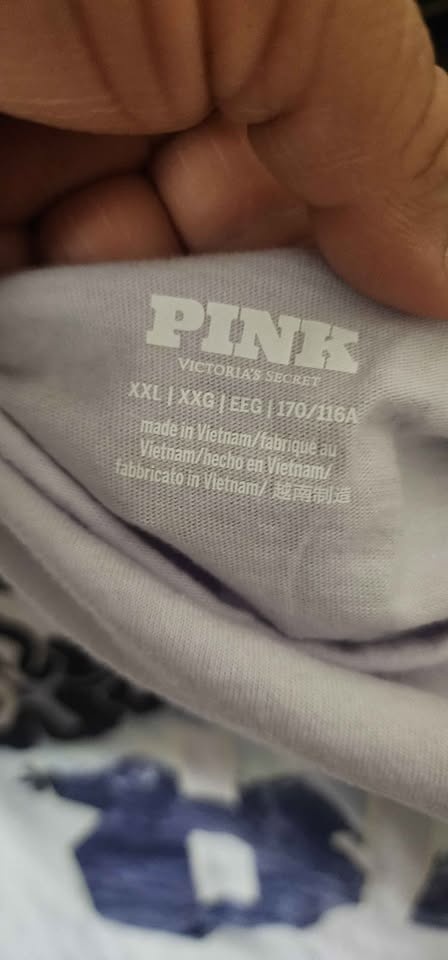 PINK
VICTORIA'S SECRET
XXL | XXG | EEG | 170/116A
made in Vietnam/fabriqué au
Vietnam/hecho en Vietnam/
fabbricato in Vietnam/ 越南制造